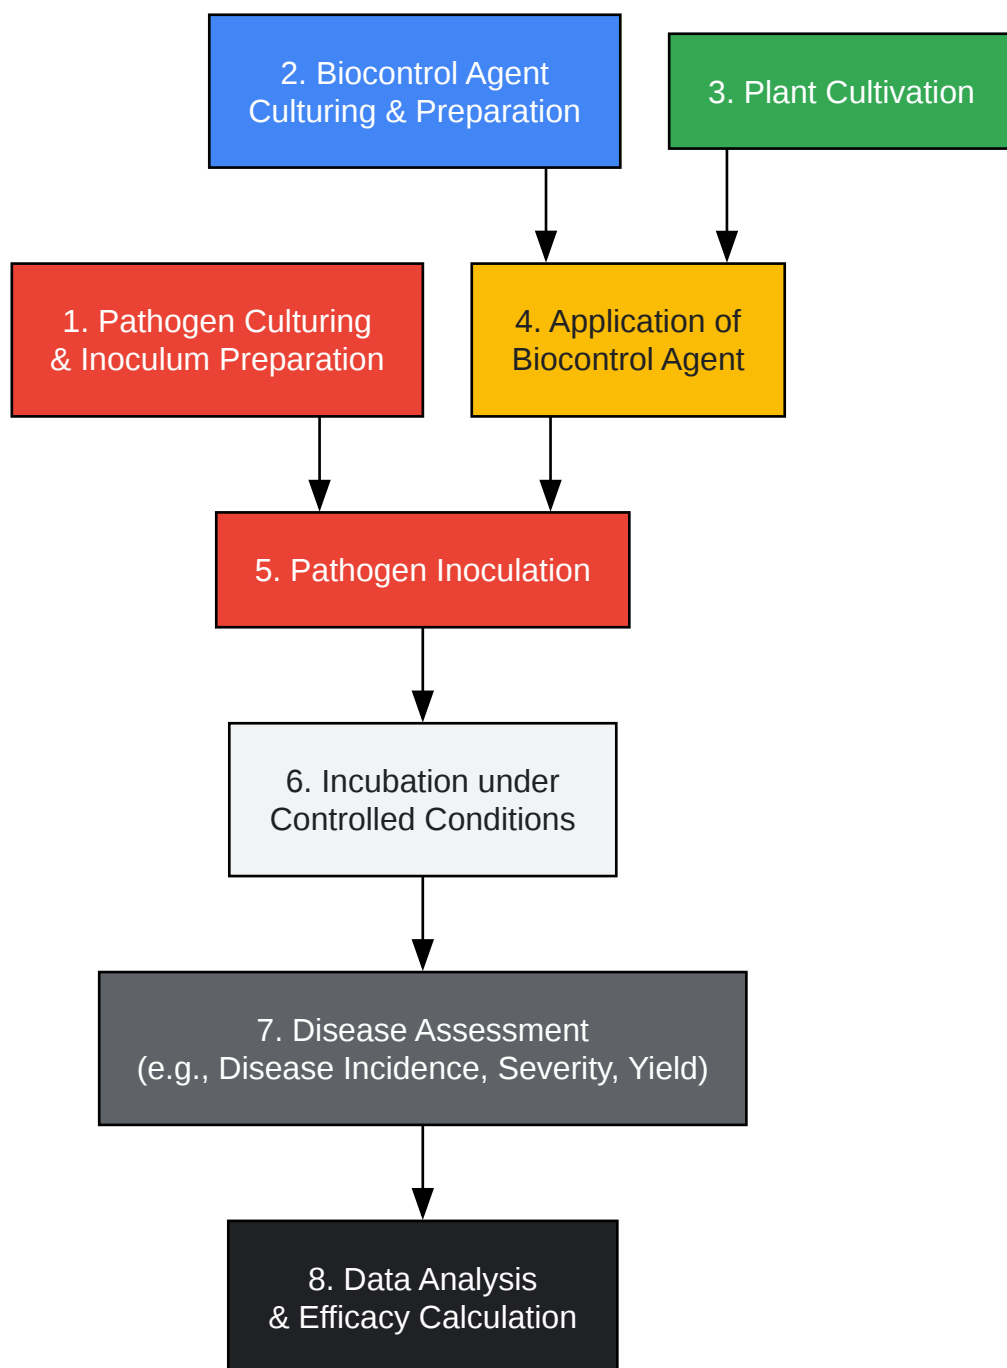 2. Biocontrol Agent
Culturing & Preparation
3. Plant Cultivation
1. Pathogen Culturing
& Inoculum Preparation
4. Application of
Biocontrol Agent
5. Pathogen Inoculation
6. Incubation under
Controlled Conditions
7. Disease Assessment
(e.g., Disease Incidence, Severity, Yield)
8. Data Analysis
& Efficacy Calculation